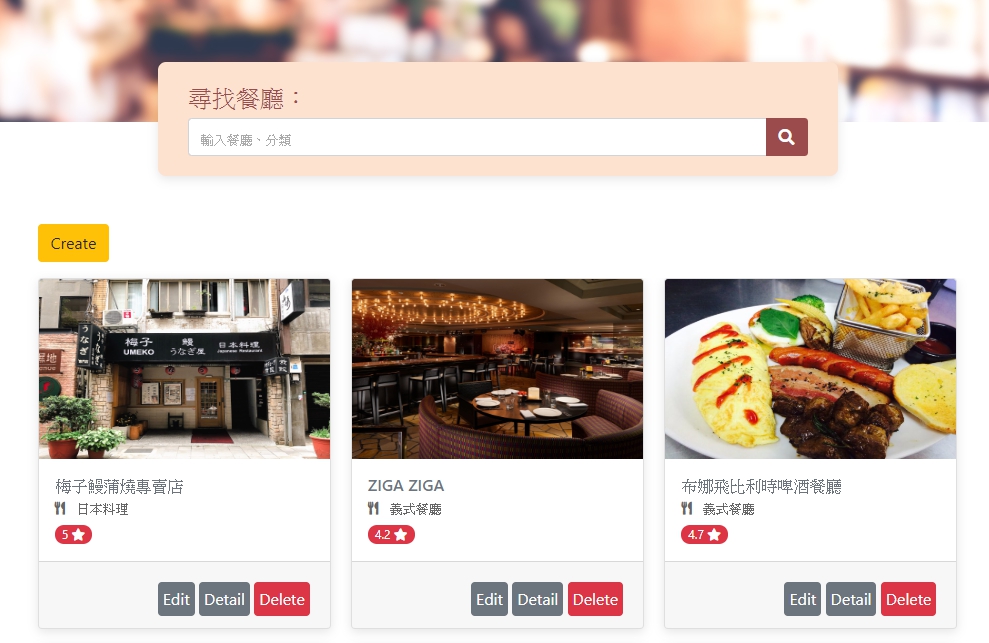 尋找餐廳：
輸入餐廳、分類
Create
梅子 鰻 日本料理
UMEKO うなぎ屋 Japanese Restaurant
うなぎ
梅子鰻蒲燒專賣店
日本料理
5
Edit Detail Delete
ZIGA ZIGA
義式餐廳
4.2
Edit Detail Delete
布娜飛比利時啤酒餐廳
義式餐廳
4.7
Edit Detail Delete